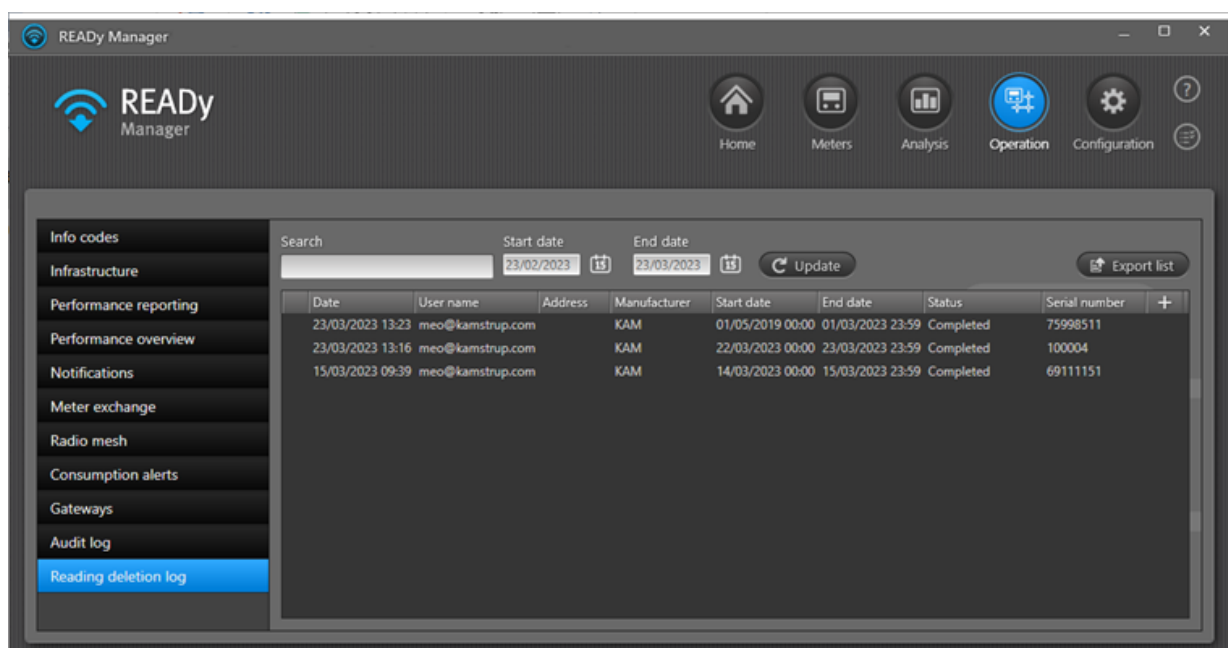 READy Manager
READy
Manager
Home Meters Analysis Operation Configuration
Info codes
Infrastructure
Performance reporting
Performance overview
Notifications
Meter exchange
Radio mesh
Consumption alerts
Gateways
Audit log
Reading deletion log
Search Start date End date
23/02/2023 15 23/03/2023 15 Update Export list
Date User name Address Manufacturer Start date End date Status Serial number +
23/03/2023 13:23 meo@kamstrup.com KAM 01/05/2019 00:00 01/03/2023 23:59 Completed 75998511
23/03/2023 13:16 meo@kamstrup.com KAM 22/03/2023 00:00 23/03/2023 23:59 Completed 100004
15/03/2023 09:39 meo@kamstrup.com KAM 14/03/2023 00:00 15/03/2023 23:59 Completed 69111151